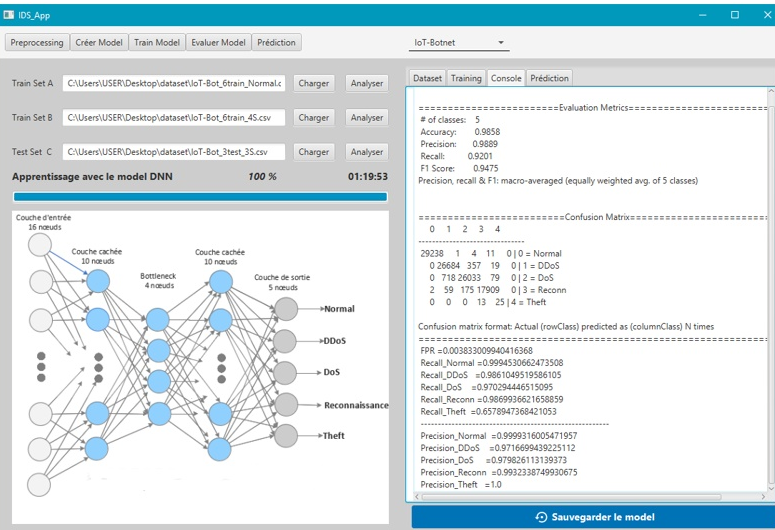 IDS_App
Preprocessing Créer Model Train Model Evaluer Model Prédiction
IoT-Botnet
Train Set A C:\Users\USER\Desktop\dataset\IoT-Bot_6train_Normal.c Charger Analyser
Train Set B C:\Users\USER\Desktop\dataset\IoT-Bot_6train_4S.csv Charger Analyser
Test Set C C:\Users\USER\Desktop\dataset\IoT-Bot_3test_3S.csv Charger Analyser
Apprentissage avec le model DNN 100 % 01:19:53
Couche d'entrée
16 nœuds
Couche cachée
10 nœuds
Bottleneck
4 nœuds
Couche cachée
10 nœuds
Couche de sortie
5 nœuds
Normal
DDoS
DoS
Reconnaissance
Theft
Dataset Training Console Prédiction
========================Evaluation Metrics========================
# of classes: 5
Accuracy: 0.9858
Precision: 0.9889
Recall: 0.9201
F1 Score: 0.9475
Precision, recall & F1: macro-averaged (equally weighted avg. of 5 classes)
=========================Confusion Matrix=========================
0 1 2 3 4
------------------------------
29238 1 4 11 0 | 0 = Normal
0 26684 357 19 0 | 1 = DDoS
0 718 26033 79 0 | 2 = DoS
2 59 175 17909 0 | 3 = Reconn
0 0 0 13 25 | 4 = Theft
Confusion matrix format: Actual (rowClass) predicted as (columnClass) N times
==================================================================
FPR =0.003833009940416368
Recall_Normal =0.9994530662473508
Recall_DDoS =0.9861049519586105
Recall_DoS =0.970294446515095
Recall_Reconn =0.9869936621658859
Recall_Theft =0.6578947368421053
------------------------------------------------------
Precision_Normal =0.9999316005471957
Precision_DDoS =0.9716699439225112
Precision_DoS =0.979826113139373
Precision_Reconn =0.9932338749930675
Precision_Theft =1.0
Sauvegarder le model